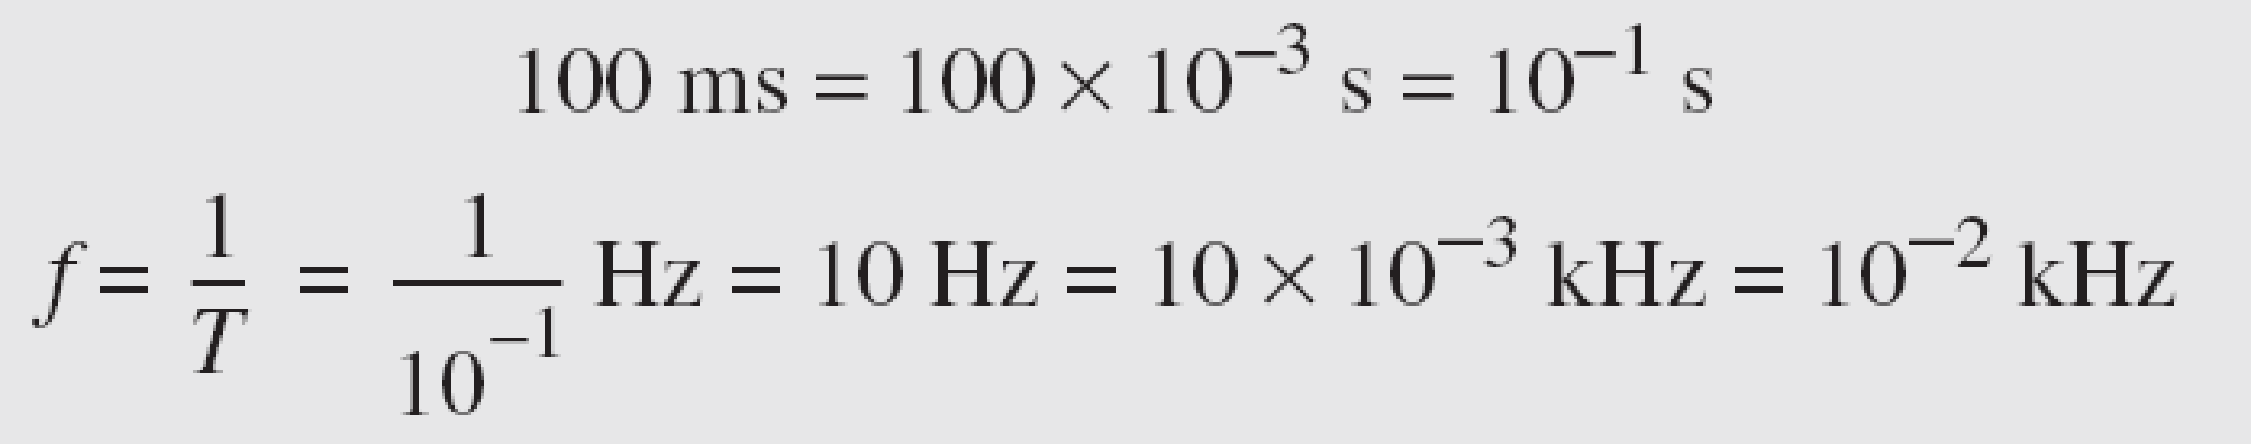 100 ms = 100 × 10⁻³ s = 10⁻¹ s
f = 1/T = 1/10⁻¹ Hz = 10 Hz = 10 × 10⁻³ kHz = 10⁻² kHz